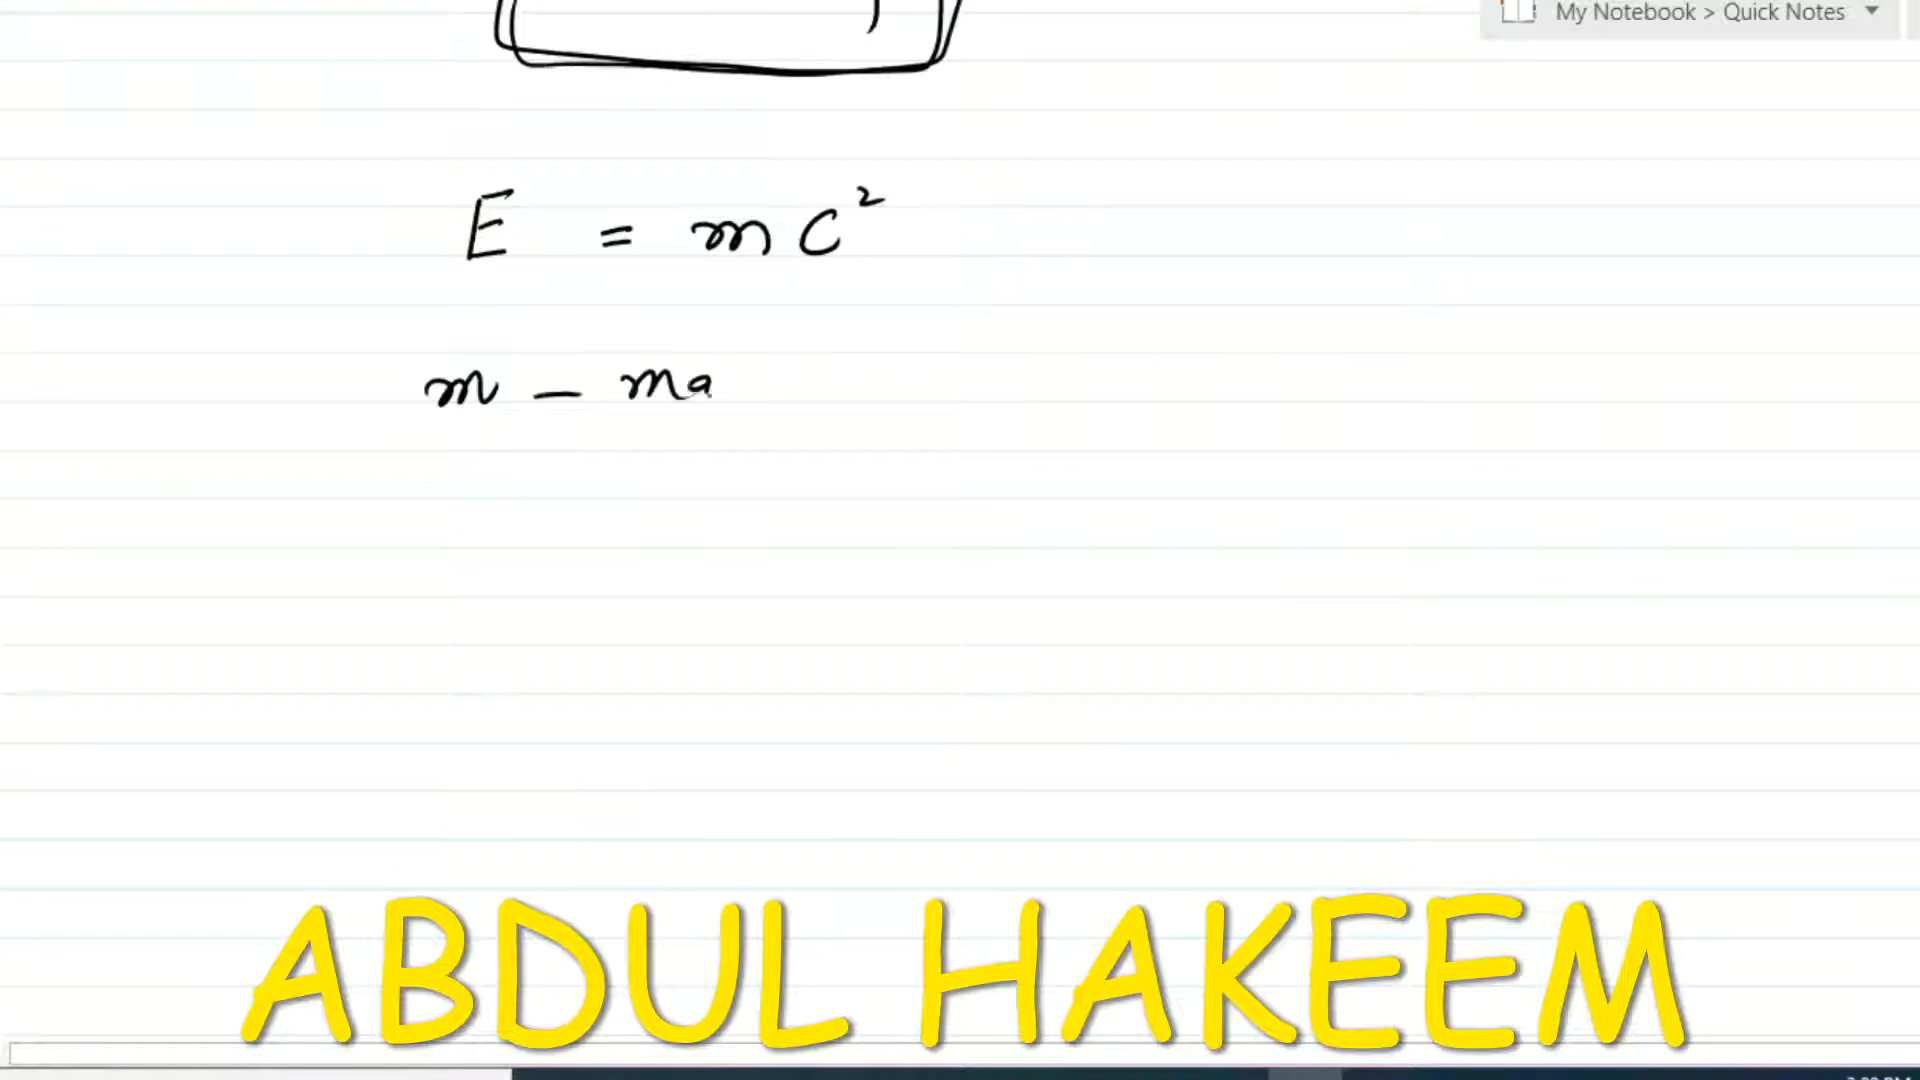 My Notebook > Quick Notes
E = mc²
m – ma
ABDUL HAKEEM